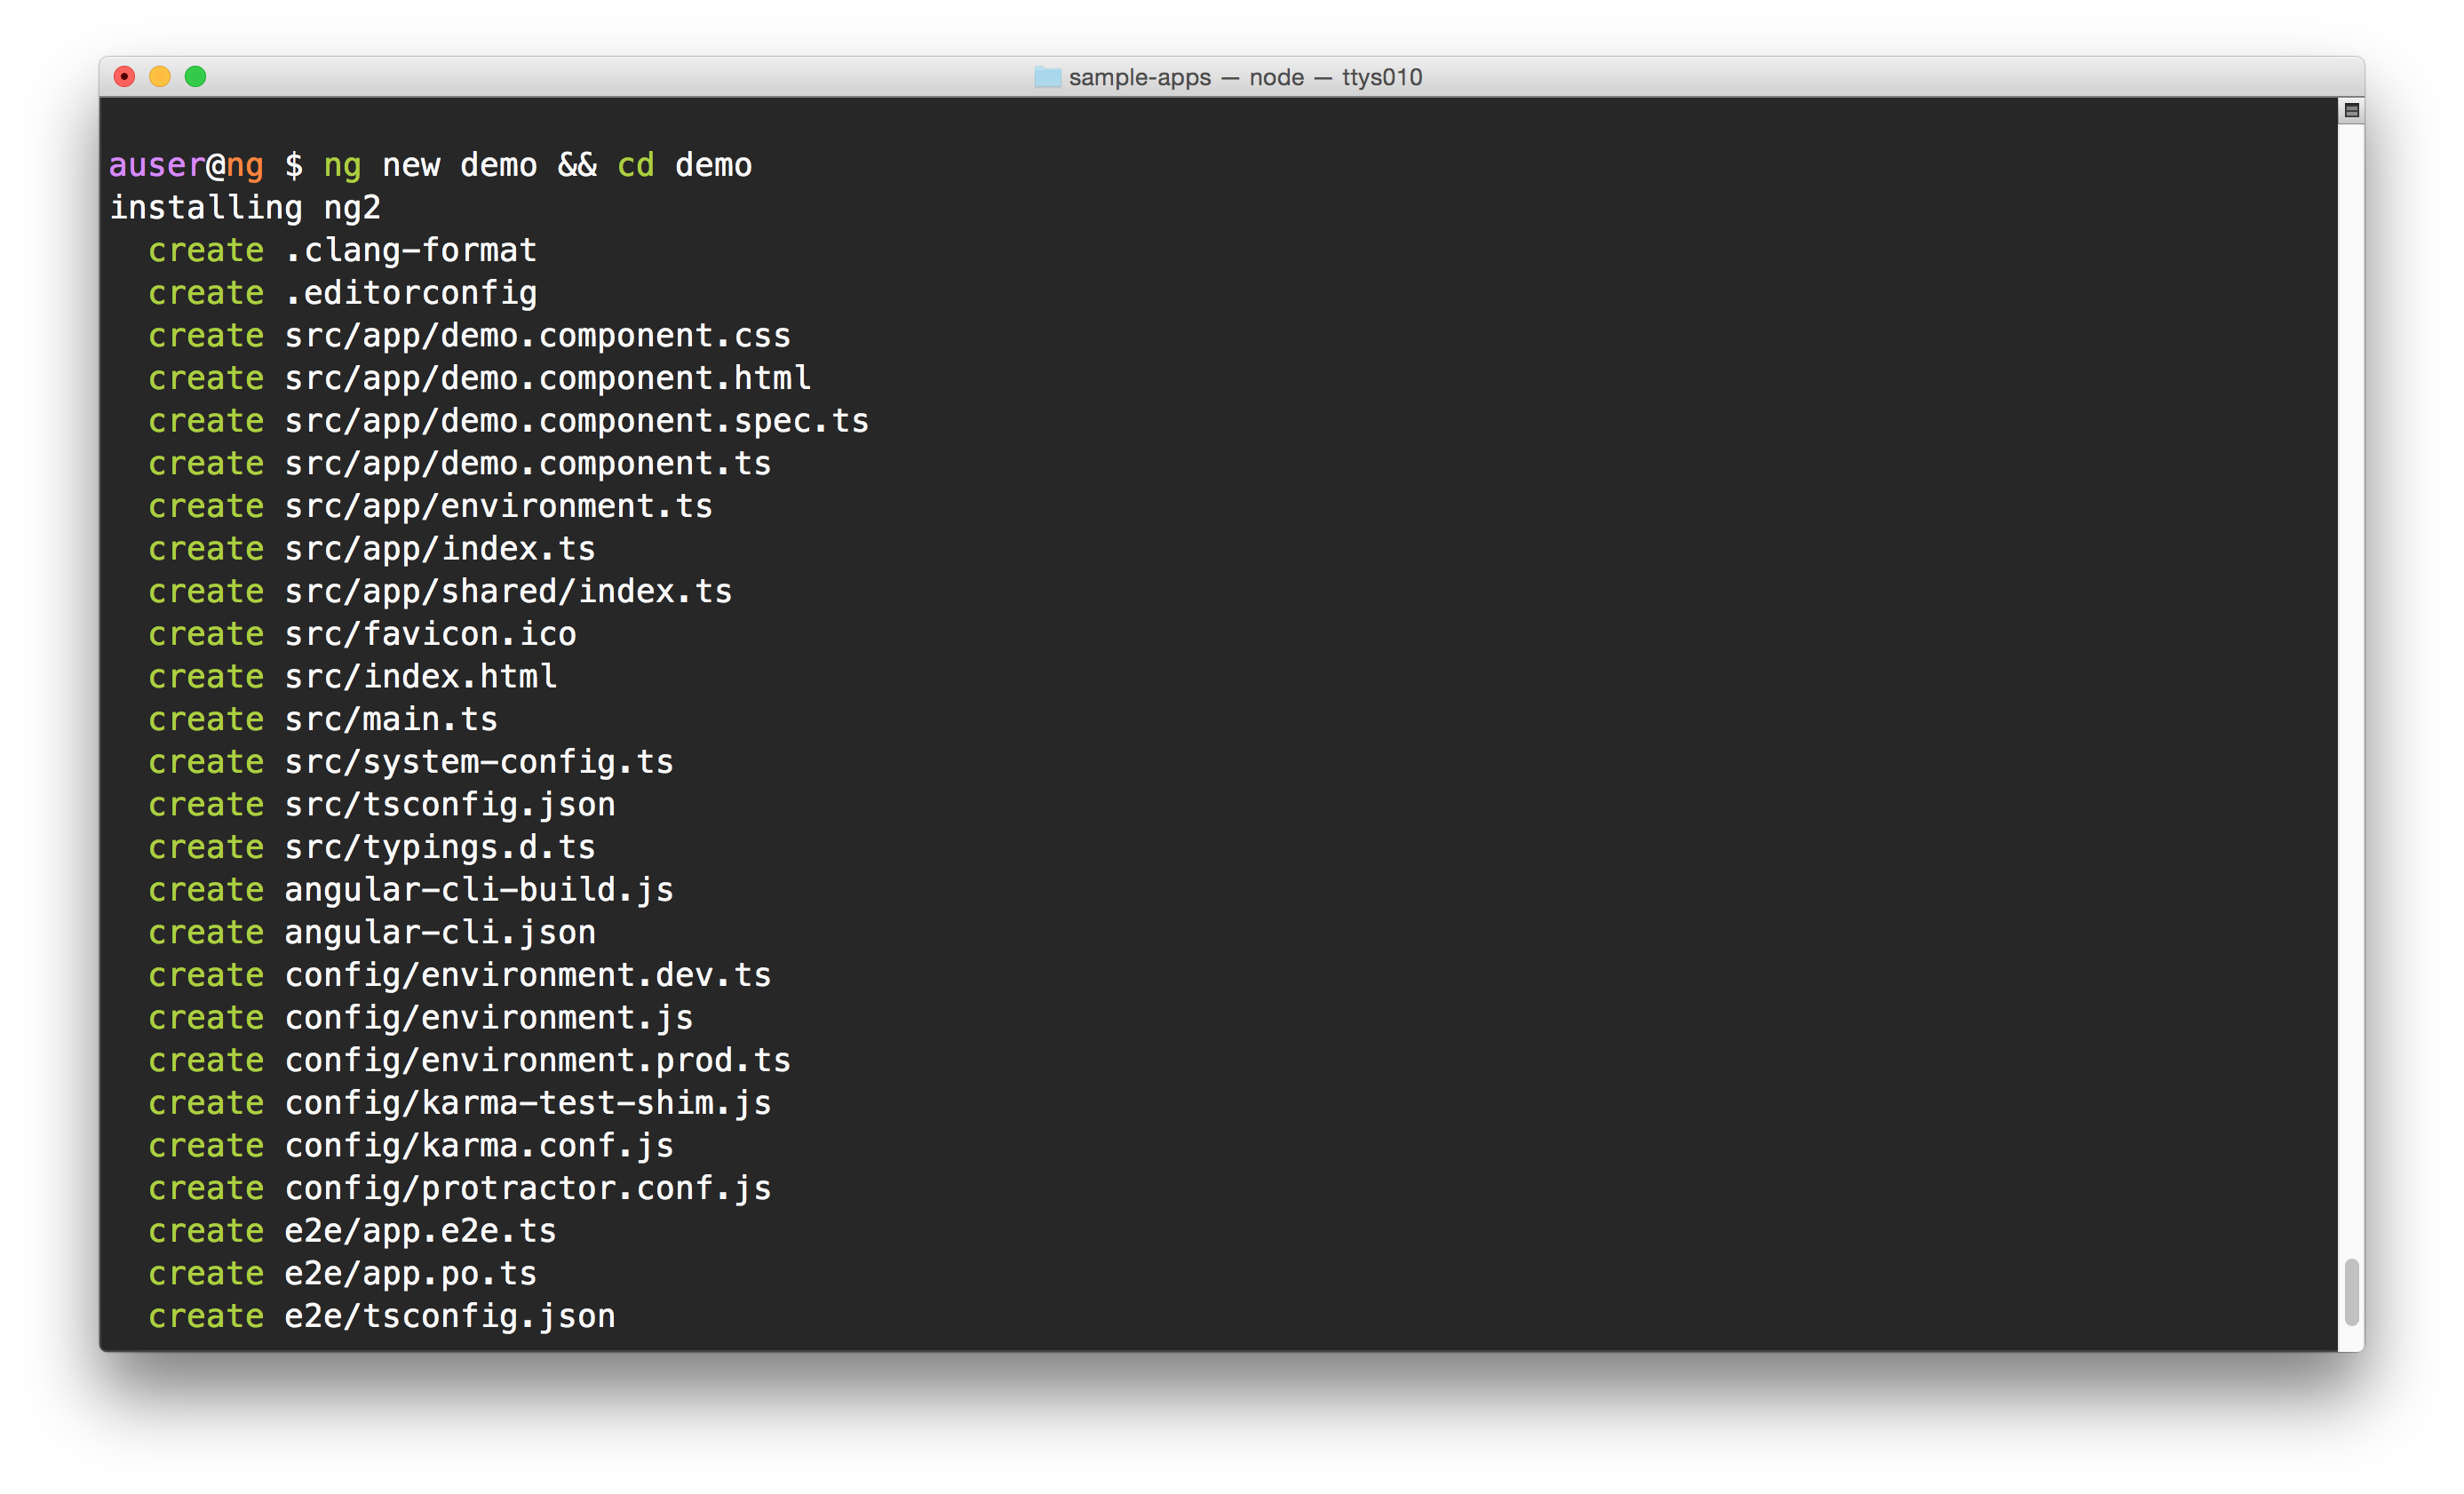 sample-apps — node — ttys010
auser@ng $ ng new demo && cd demo
installing ng2
create .clang-format
create .editorconfig
create src/app/demo.component.css
create src/app/demo.component.html
create src/app/demo.component.spec.ts
create src/app/demo.component.ts
create src/app/environment.ts
create src/app/index.ts
create src/app/shared/index.ts
create src/favicon.ico
create src/index.html
create src/main.ts
create src/system-config.ts
create src/tsconfig.json
create src/typings.d.ts
create angular-cli-build.js
create angular-cli.json
create config/environment.dev.ts
create config/environment.js
create config/environment.prod.ts
create config/karma-test-shim.js
create config/karma.conf.js
create config/protractor.conf.js
create e2e/app.e2e.ts
create e2e/app.po.ts
create e2e/tsconfig.json